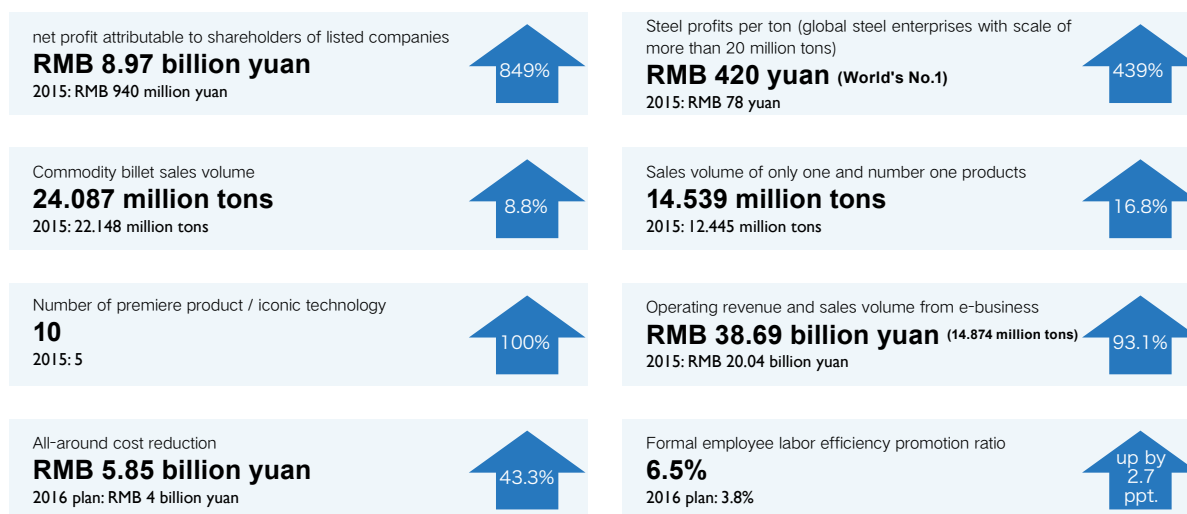 net profit attributable to shareholders of listed companies
RMB 8.97 billion yuan
2015: RMB 940 million yuan
849%
Steel profits per ton (global steel enterprises with scale of
more than 20 million tons)
RMB 420 yuan (World's No.1)
2015: RMB 78 yuan
439%
Commodity billet sales volume
24.087 million tons
2015: 22.148 million tons
8.8%
Sales volume of only one and number one products
14.539 million tons
2015: 12.445 million tons
16.8%
Number of premiere product / iconic technology
10
2015: 5
100%
Operating revenue and sales volume from e-business
RMB 38.69 billion yuan (14.874 million tons)
2015: RMB 20.04 billion yuan
93.1%
All-around cost reduction
RMB 5.85 billion yuan
2016 plan: RMB 4 billion yuan
43.3%
Formal employee labor efficiency promotion ratio
6.5%
2016 plan: 3.8%
up by
2.7
ppt.